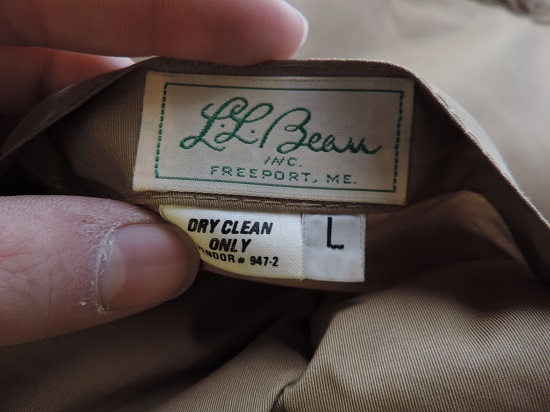 L.L. Bean
INC.
FREEPORT, ME.
DRY CLEAN
ONLY
NDOR # 947-2
L